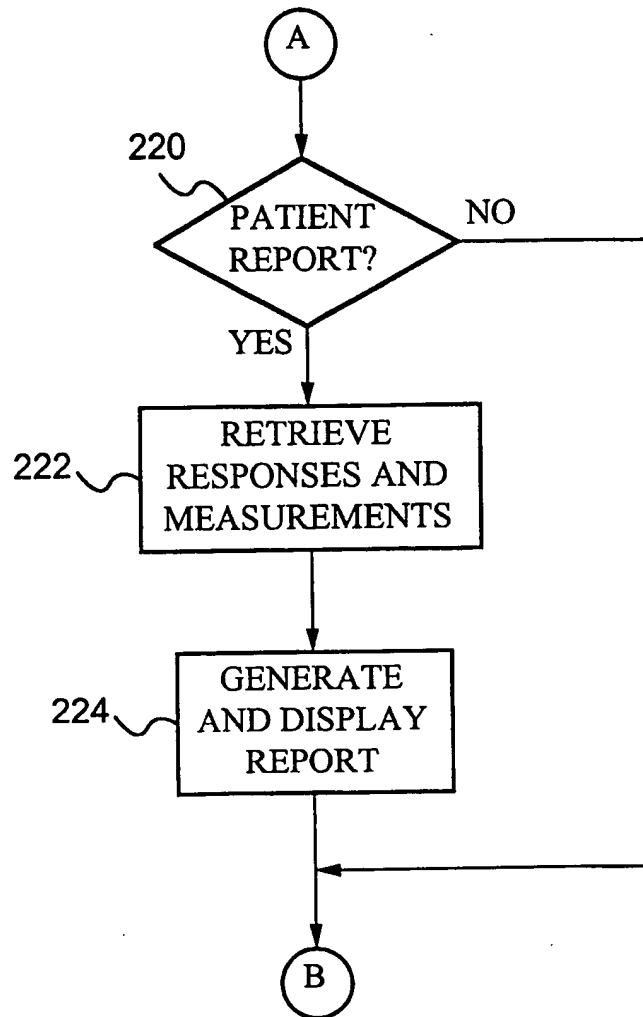 A
220
PATIENT
REPORT?
NO
YES
222
RETRIEVE
RESPONSES AND
MEASUREMENTS
224
GENERATE
AND DISPLAY
REPORT
B